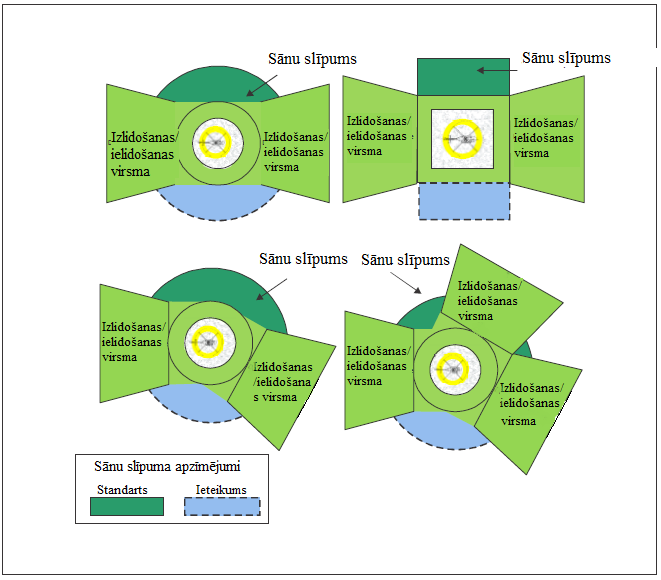 Sānu slīpums
Izlidošanas/
ielidošanas
virsma
Izlidošanas/
ielidošanas
virsma
Sānu slīpums
Izlidošanas/
ielidošanas
virsma
Izlidošanas/
ielidošanas
virsma
Sānu slīpums
Izlidošanas/
ielidošanas
virsma
Izlidošanas
/ielidošana
s virsma
Sānu slīpums
Izlidošanas/
ielidošanas
virsma
Izlidošanas/
ielidošanas
virsma
Izlidošanas/
ielidošanas
virsma
Sānu slīpuma apzīmējumi
Standarts
Ieteikums